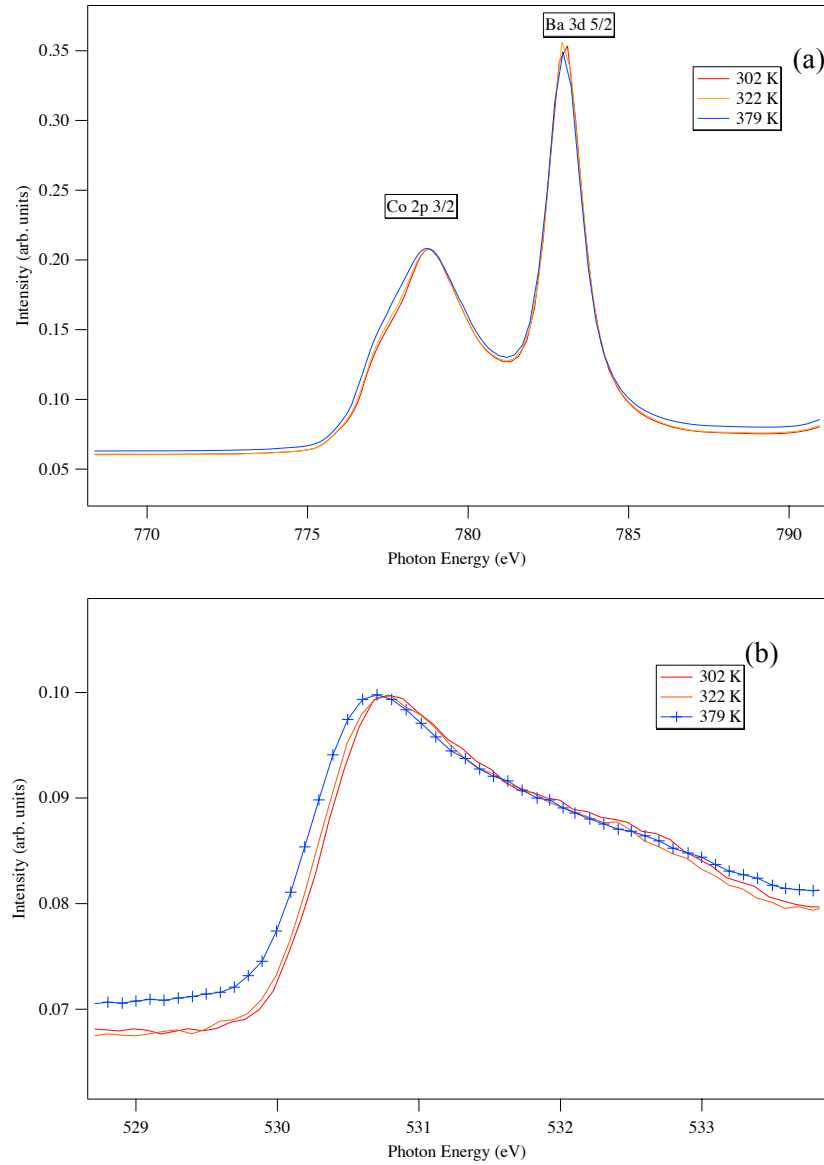 Ba 3d 5/2
(a)
302 K
322 K
379 K
Co 2p 3/2
0.35
0.30
0.25
0.20
0.15
0.10
0.05
Intensity (arb. units)
770
775
780
785
790
Photon Energy (eV)
(b)
302 K
322 K
379 K
0.10
0.09
0.08
0.07
Intensity (arb. units)
529
530
531
532
533
Photon Energy (eV)